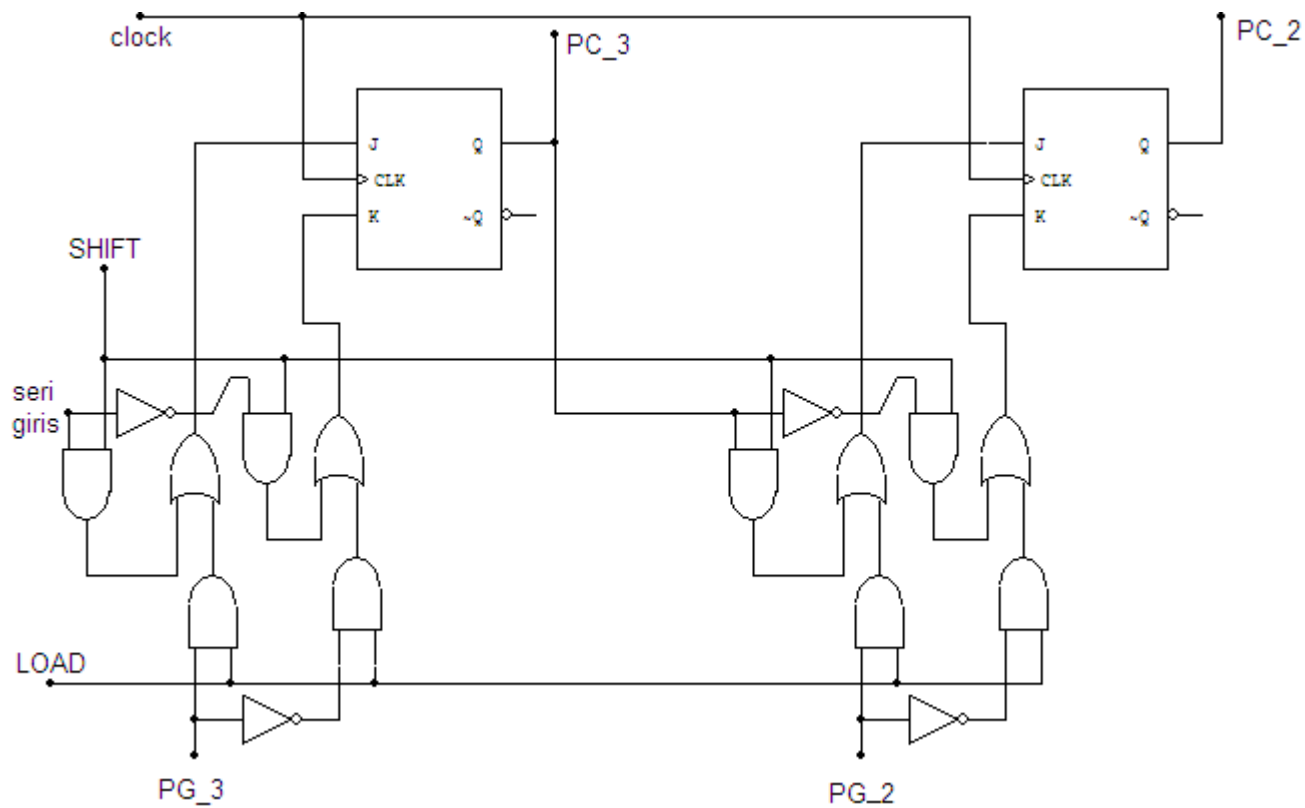 clock
PC_3
PC_2
J
Q
CLK
K
~Q
J
Q
CLK
K
~Q
SHIFT
seri
giris
LOAD
PG_3
PG_2